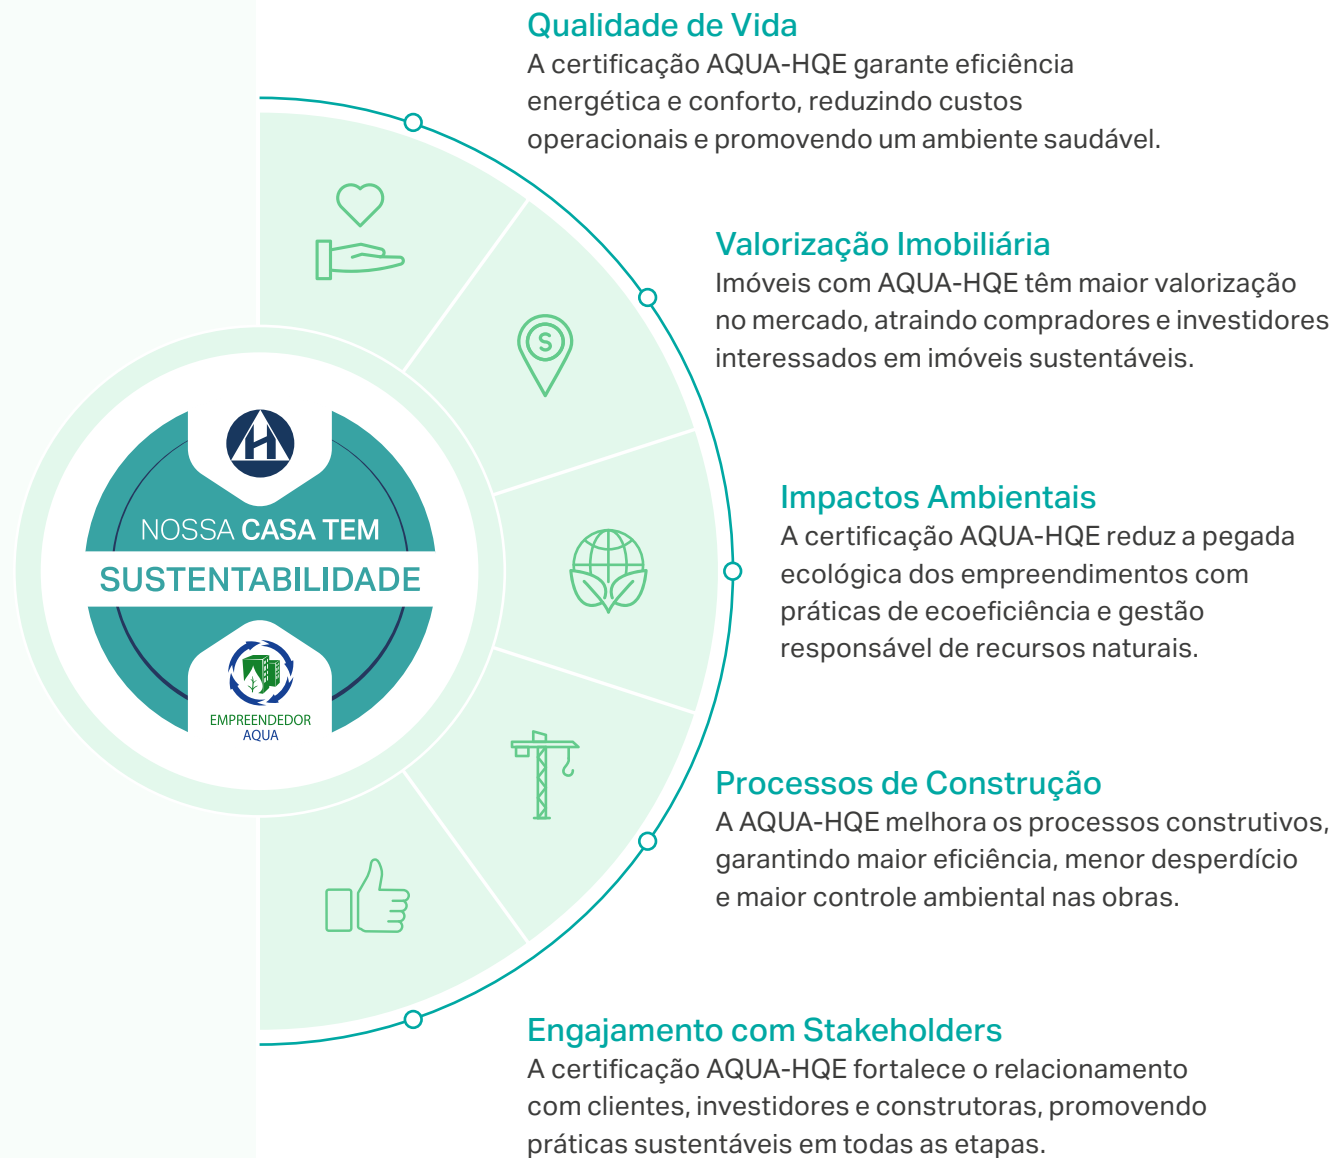 Qualidade de Vida
A certificação AQUA-HQE garante eficiência
energética e conforto, reduzindo custos
operacionais e promovendo um ambiente saudável.
Valorização Imobiliária
Imóveis com AQUA-HQE têm maior valorização
no mercado, atraindo compradores e investidores
interessados em imóveis sustentáveis.
S
H
NOSSA CASA TEM
SUSTENTABILIDADE
EMPREENDEDOR
AQUA
Impactos Ambientais
A certificação AQUA-HQE reduz a pegada
ecológica dos empreendimentos com
práticas de ecoeficiência e gestão
responsável de recursos naturais.
Processos de Construção
A AQUA-HQE melhora os processos construtivos,
garantindo maior eficiência, menor desperdício
e maior controle ambiental nas obras.
Engajamento com Stakeholders
A certificação AQUA-HQE fortalece o relacionamento
com clientes, investidores e construtoras, promovendo
práticas sustentáveis em todas as etapas.